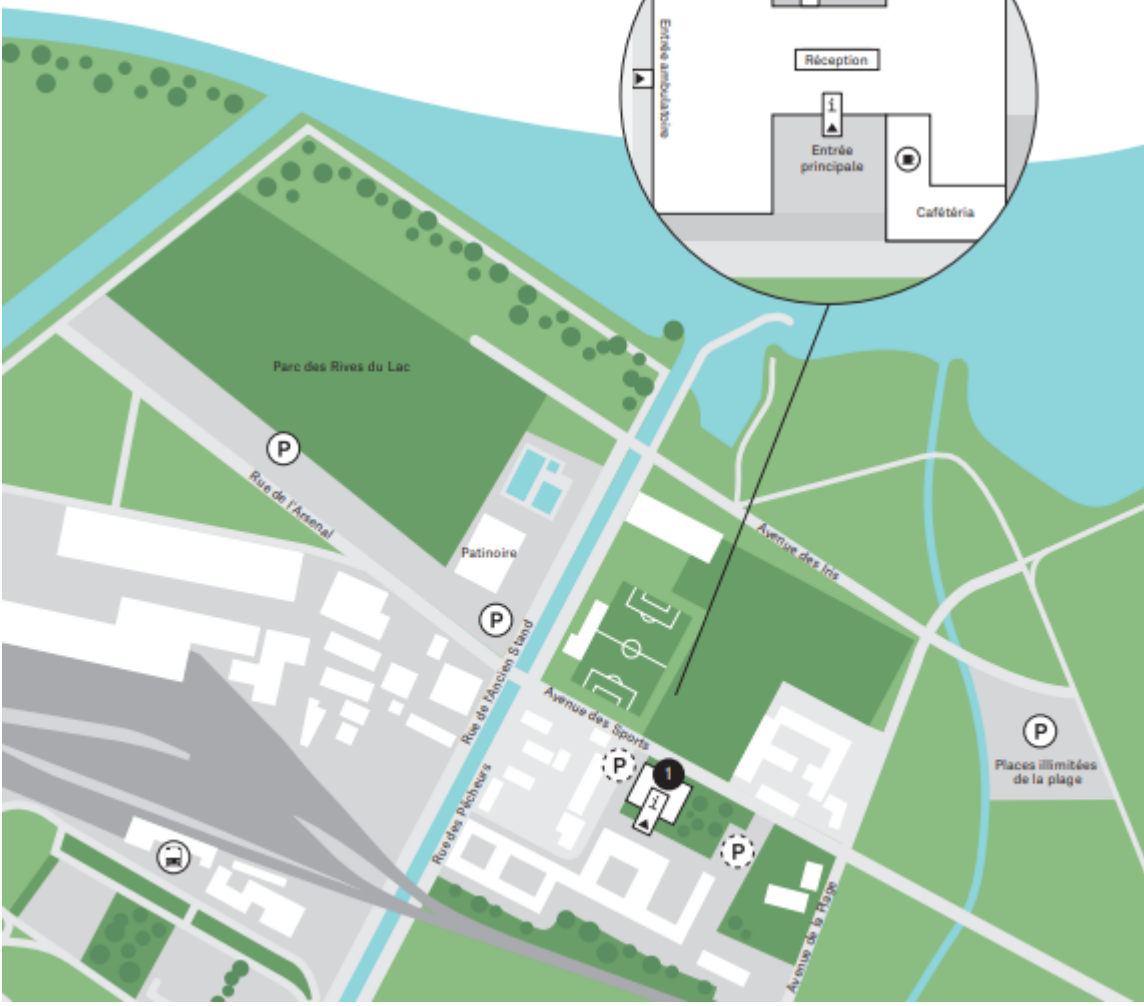 Entrée ambulatoire
Réception
i
Entrée
principale
Cafétéria
Parc des Rives du Lac
P
Rue de l'Arsenal
Patinoire
Avenue des Iris
P
Rue de l'Ancien Stand
Avenue des Sports
P
Places illimitées
de la plage
P
1
i
Rue des Pêcheurs
P
Avenue de la Plage